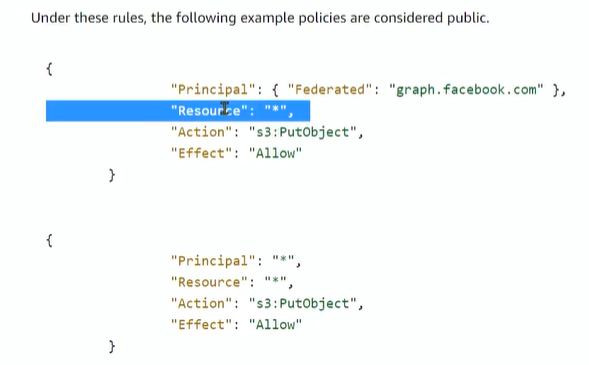 Under these rules, the following example policies are considered public.
{
"Principal": { "Federated": "graph.facebook.com" },
"Resource": "*",
"Action": "s3:PutObject",
"Effect": "Allow"
}
{
"Principal": "*",
"Resource": "*",
"Action": "s3:PutObject",
"Effect": "Allow"
}